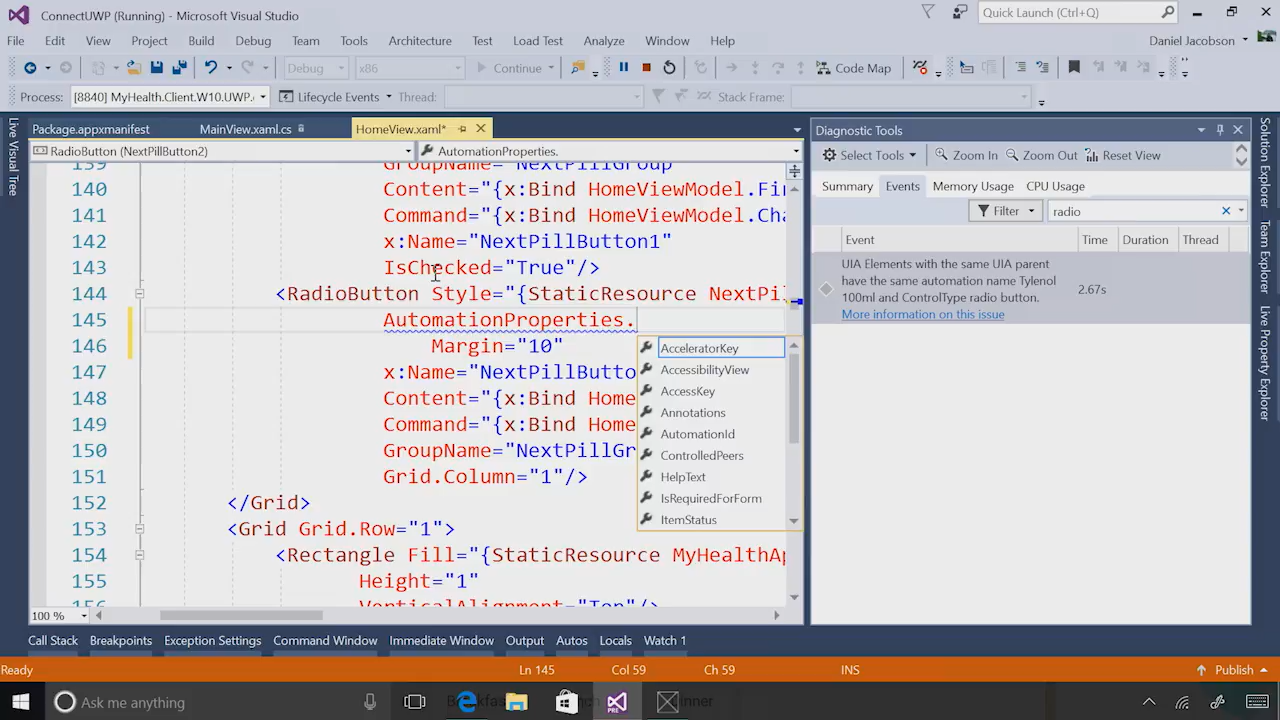 ConnectUWP (Running) - Microsoft Visual Studio
Quick Launch (Ctrl+Q)
File Edit View Project Build Debug Team Tools Architecture Test Load Test Analyze Window Help
Daniel Jacobson
Debug x86 Continue Code Map
Process: [8840] MyHealth.Client.W10.UWP. Lifecycle Events Thread: Stack Frame:
Live Visual Tree
Package.appxmanifest MainView.xaml.cs HomeView.xaml*
RadioButton (NextPillButton2) AutomationProperties.
139 GroupName="NextPillGroup"
140 Content="{x:Bind HomeViewModel.Fir
141 Command="{x:Bind HomeViewModel.Cha
142 x:Name="NextPillButton1"
143 IsChecked="True"/>
144 <RadioButton Style="{StaticResource NextPil
145 AutomationProperties.
146 Margin="10"
147 x:Name="NextPillButto
148 Content="{x:Bind Home
149 Command="{x:Bind Home
150 GroupName="NextPillGr
151 Grid.Column="1"/>
152 </Grid>
153 <Grid Grid.Row="1">
154 <Rectangle Fill="{StaticResource MyHealthAp
155 Height="1"
156 VerticalAlignment="Top"/>
AcceleratorKey
AccessibilityView
AccessKey
Annotations
AutomationId
ControlledPeers
HelpText
IsRequiredForForm
ItemStatus
100 %
Diagnostic Tools
Select Tools Zoom In Zoom Out Reset View
Summary Events Memory Usage CPU Usage
Filter radio
Event Time Duration Thread
UIA Elements with the same UIA parent
have the same automation name Tylenol
100ml and ControlType radio button.
More information on this issue
2.67s
Solution Explorer
Live Property Explorer
Call Stack Breakpoints Exception Settings Command Window Immediate Window Output Autos Locals Watch 1
Ready Ln 145 Col 59 Ch 59 INS Publish
Ask me anything